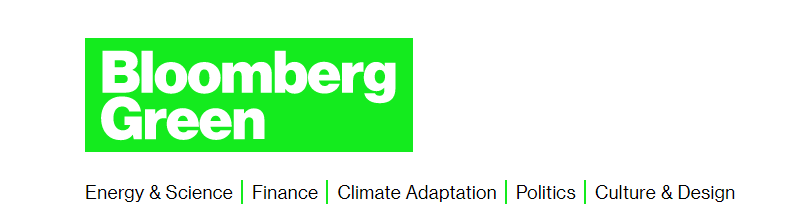 Bloomberg
Green
Energy & Science | Finance | Climate Adaptation | Politics | Culture & Design